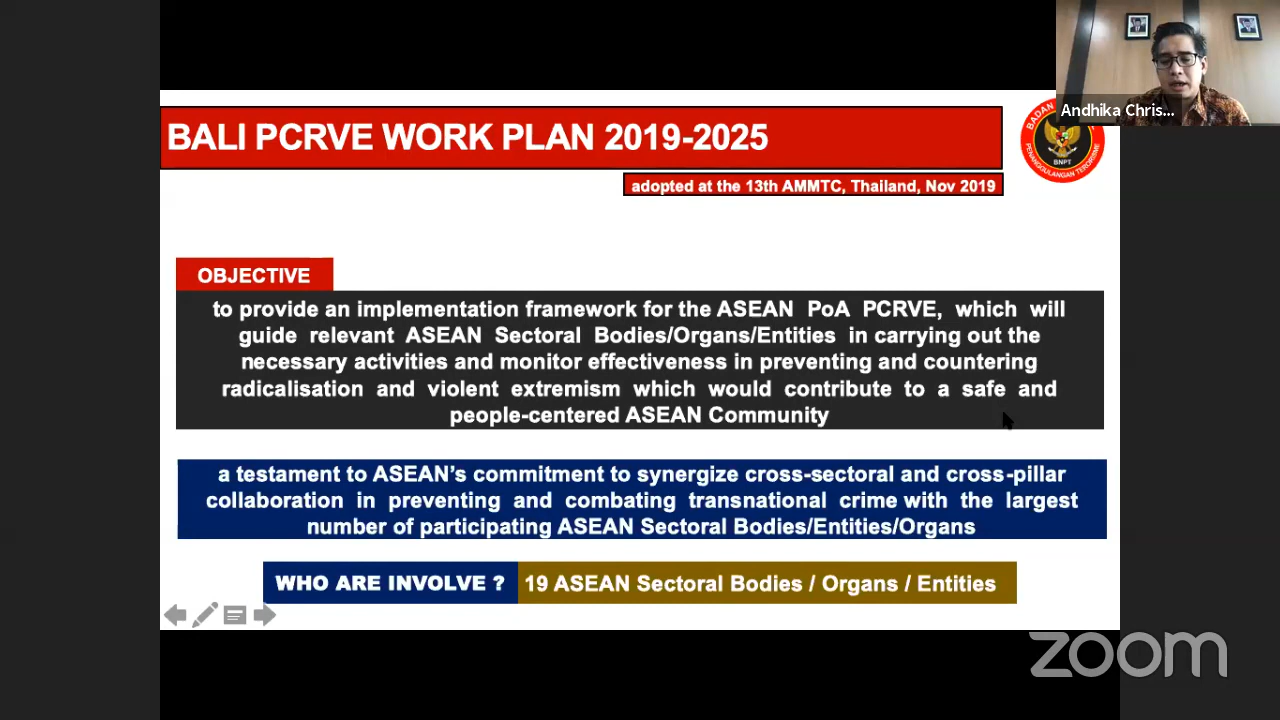 Andhika Chris...
BALI PCRVE WORK PLAN 2019-2025
BADAN
PENANGGULANGAN TERORISME
BNPT
adopted at the 13th AMMTC, Thailand, Nov 2019
OBJECTIVE
to provide an implementation framework for the ASEAN PoA PCRVE, which will
guide relevant ASEAN Sectoral Bodies/Organs/Entities in carrying out the
necessary activities and monitor effectiveness in preventing and countering
radicalisation and violent extremism which would contribute to a safe and
people-centered ASEAN Community
a testament to ASEAN's commitment to synergize cross-sectoral and cross-pillar
collaboration in preventing and combating transnational crime with the largest
number of participating ASEAN Sectoral Bodies/Entities/Organs
WHO ARE INVOLVE ? 19 ASEAN Sectoral Bodies / Organs / Entities
zoom